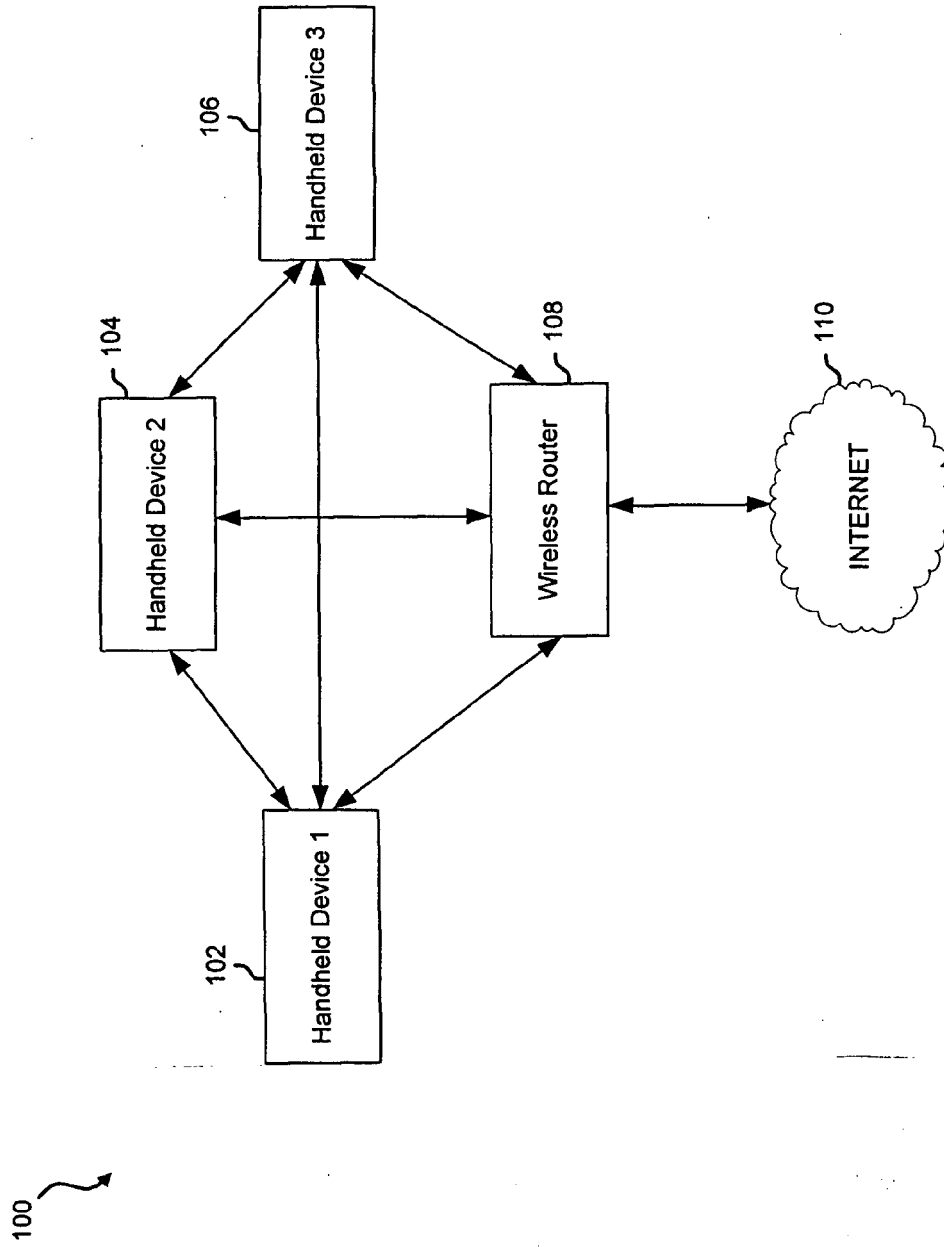 100
104
Handheld Device 2
102
Handheld Device 1
106
Handheld Device 3
108
Wireless Router
110
INTERNET